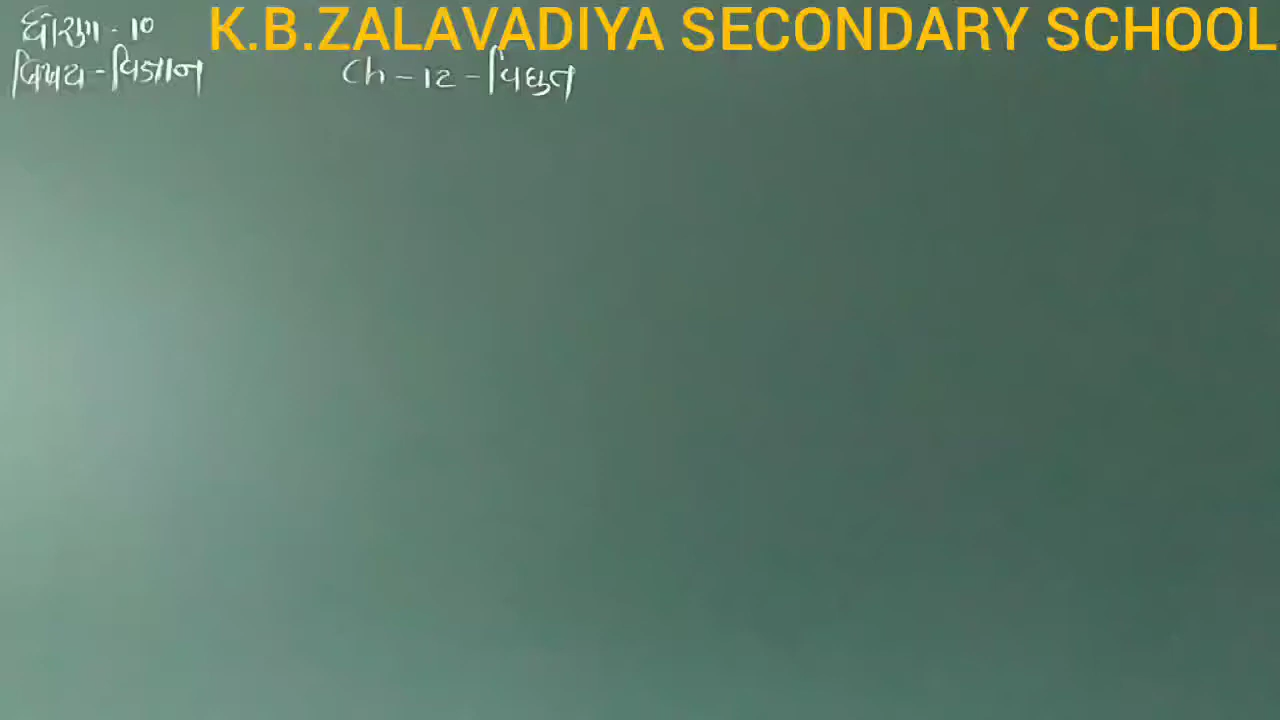 ધોરણ - 10 K.B.ZALAVADIYA SECONDARY SCHOOL
વિષય - વિજ્ઞાન Ch - 12 - વિદ્યુત